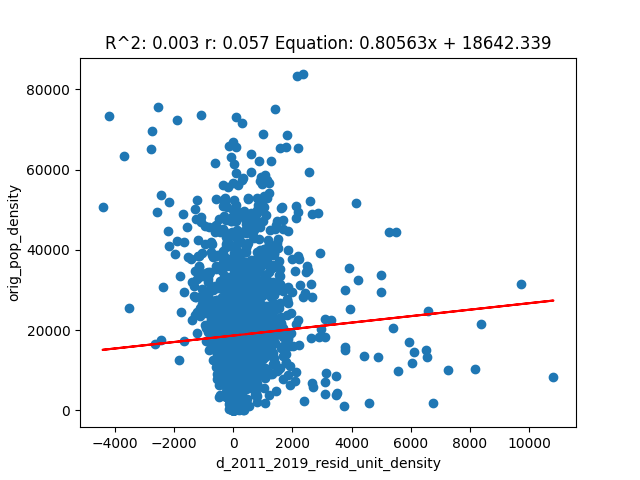 R^2: 0.003 r: 0.057 Equation: 0.80563x + 18642.339
80000
60000
40000
20000
0
orig_pop_density
−4000 −2000 0 2000 4000 6000 8000 10000
d_2011_2019_resid_unit_density